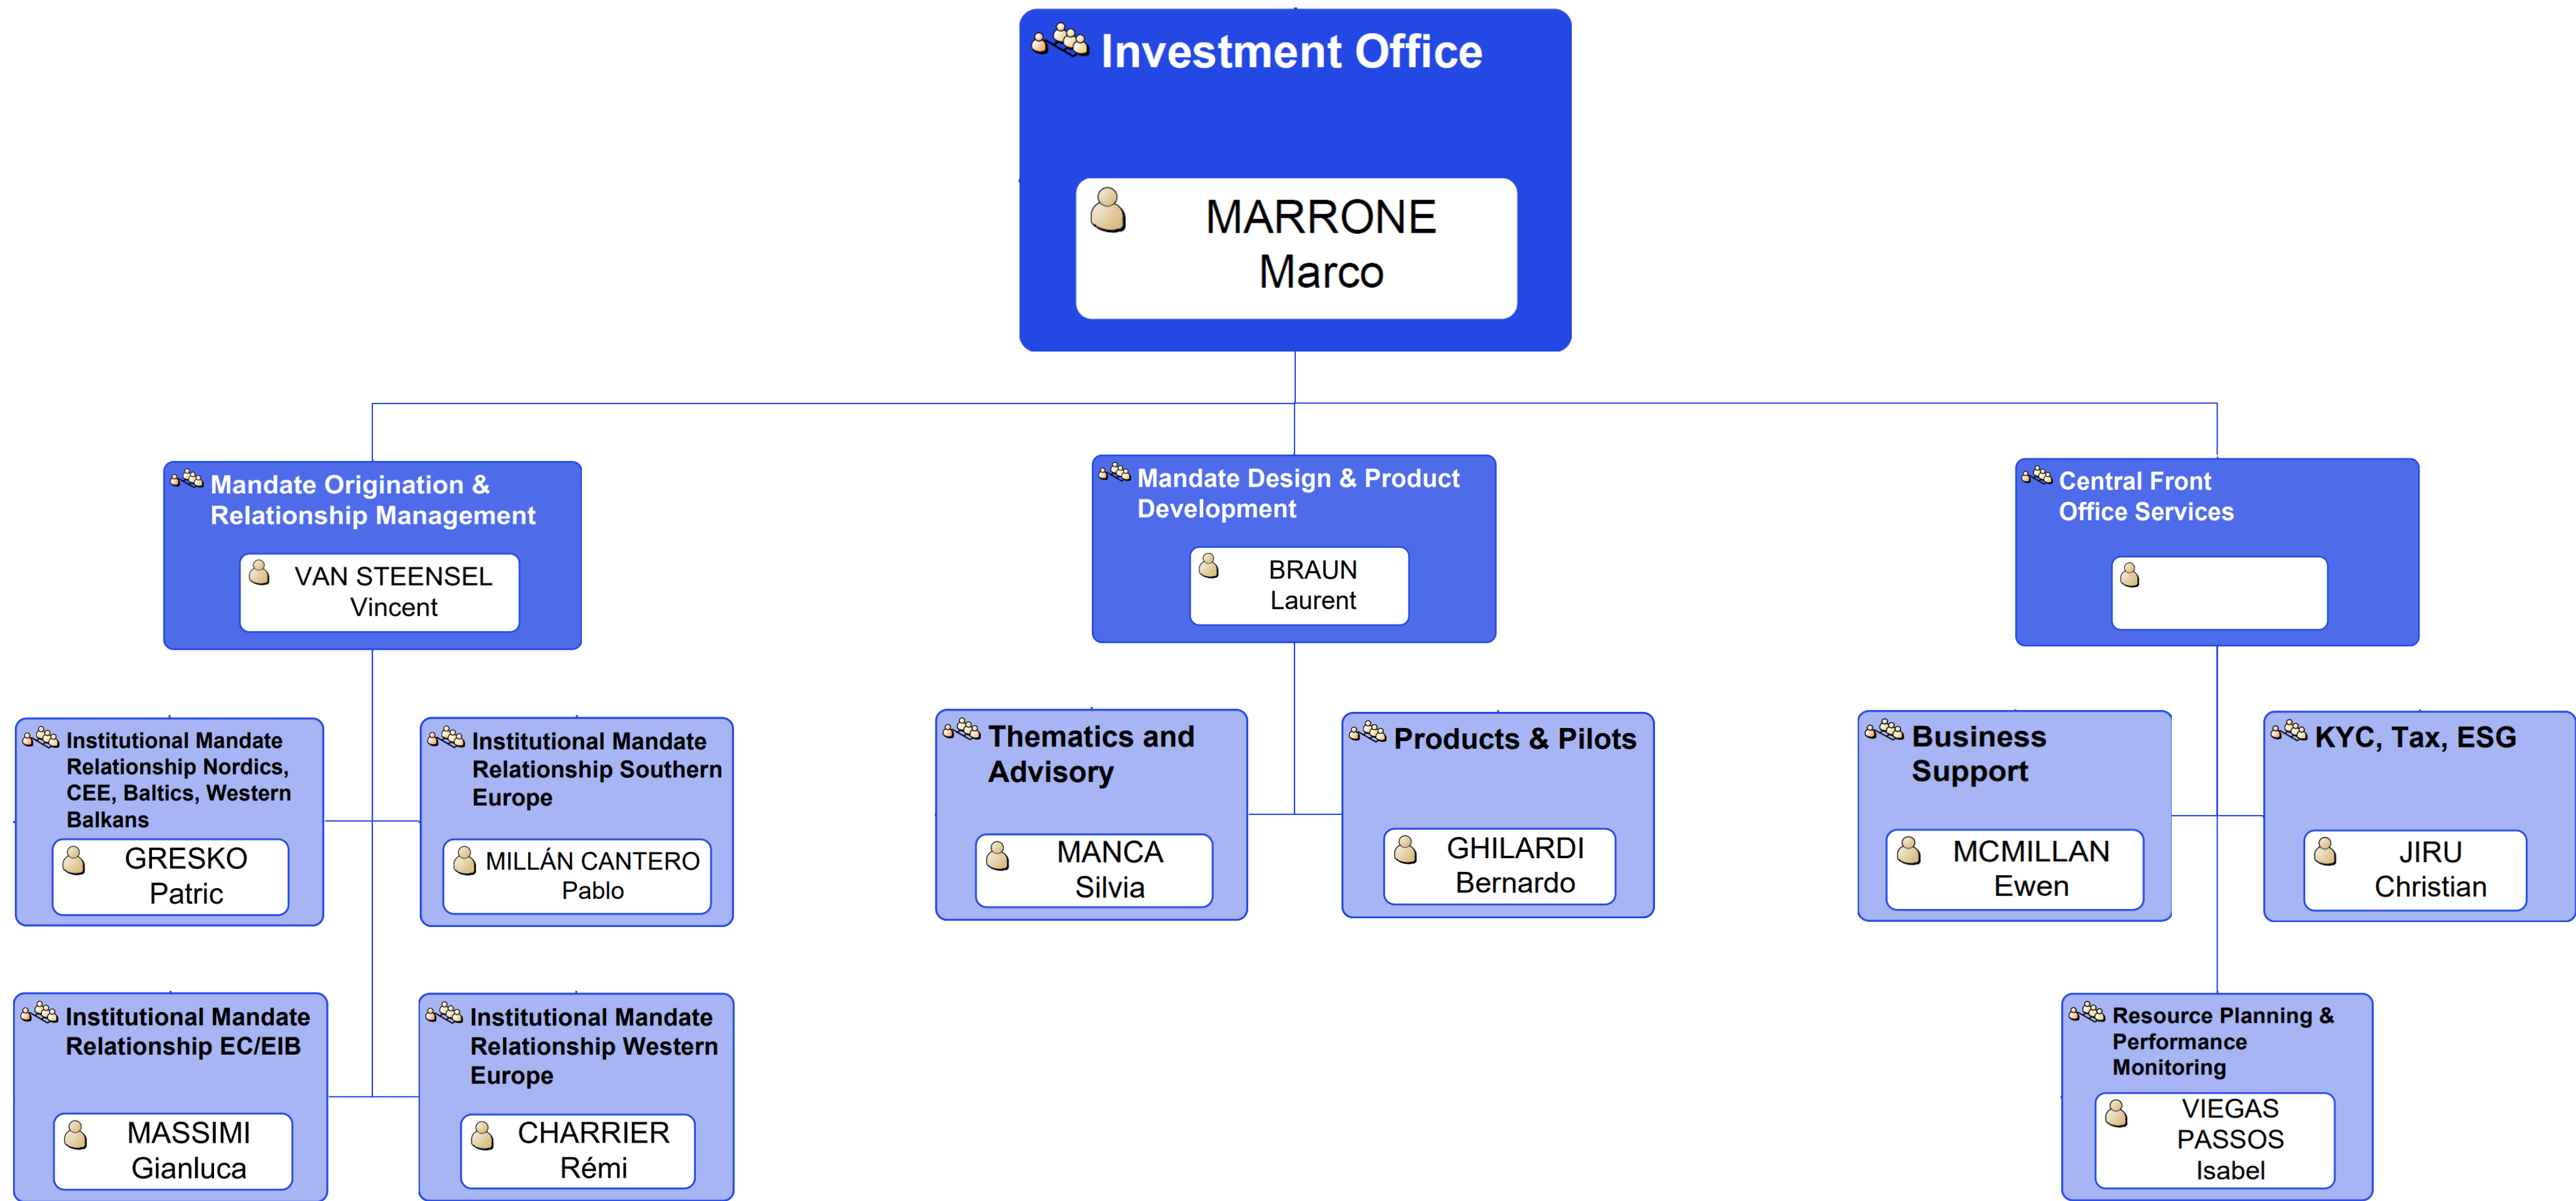 Investment Office
MARRONE
Marco
Mandate Origination &
Relationship Management
VAN STEENSEL
Vincent
Mandate Design & Product
Development
BRAUN
Laurent
Central Front
Office Services
Institutional Mandate
Relationship Nordics,
CEE, Baltics, Western
Balkans
GRESKO
Patric
Institutional Mandate
Relationship Southern
Europe
MILLÁN CANTERO
Pablo
Thematics and
Advisory
MANCA
Silvia
Products & Pilots
GHILARDI
Bernardo
Business
Support
MCMILLAN
Ewen
KYC, Tax, ESG
JIRU
Christian
Institutional Mandate
Relationship EC/EIB
MASSIMI
Gianluca
Institutional Mandate
Relationship Western
Europe
CHARRIER
Rémi
Resource Planning &
Performance
Monitoring
VIEGAS
PASSOS
Isabel